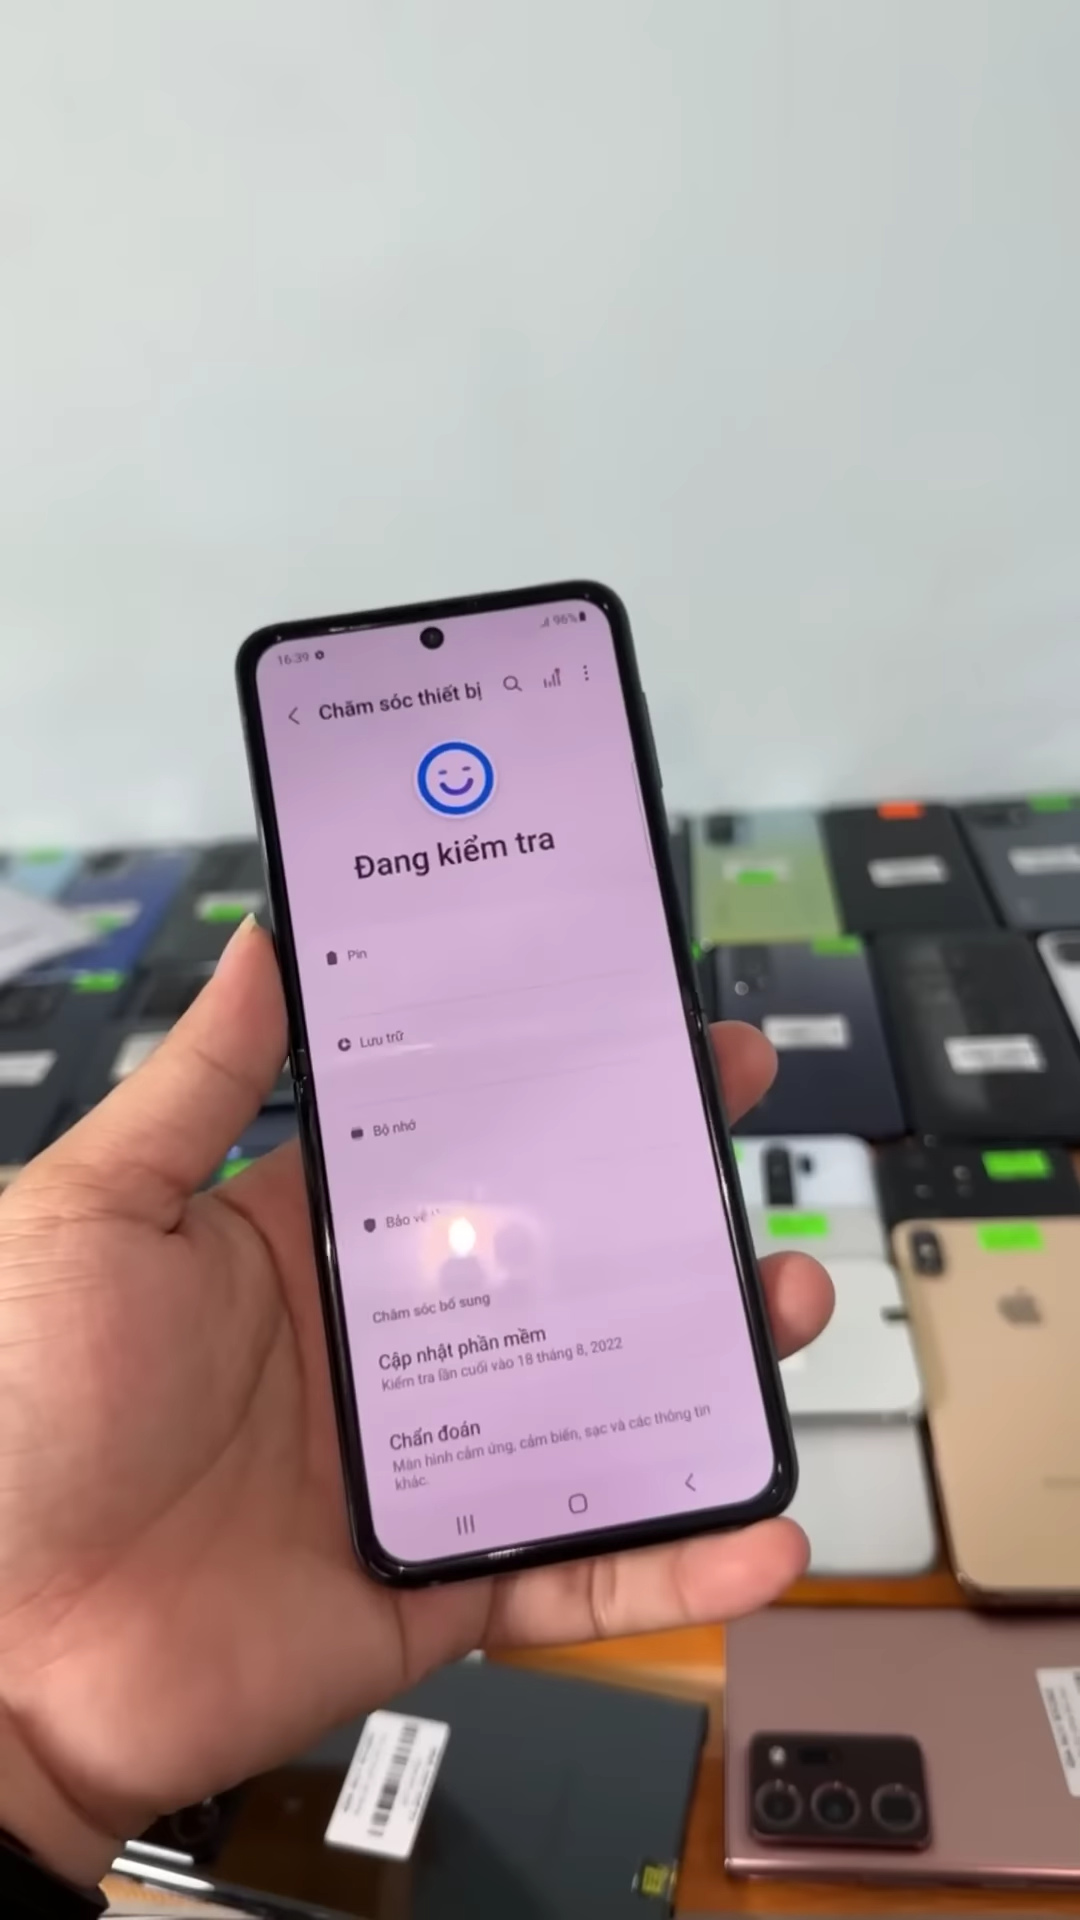 16:39
96%
Chăm sóc thiết bị
Đang kiểm tra
Pin
Lưu trữ
Bộ nhớ
Bảo vệ
Chăm sóc bổ sung
Cập nhật phần mềm
Kiểm tra lần cuối vào 18 tháng 8, 2022
Chẩn đoán
Màn hình cảm ứng, cảm biến, sạc và các thông tin
khác.